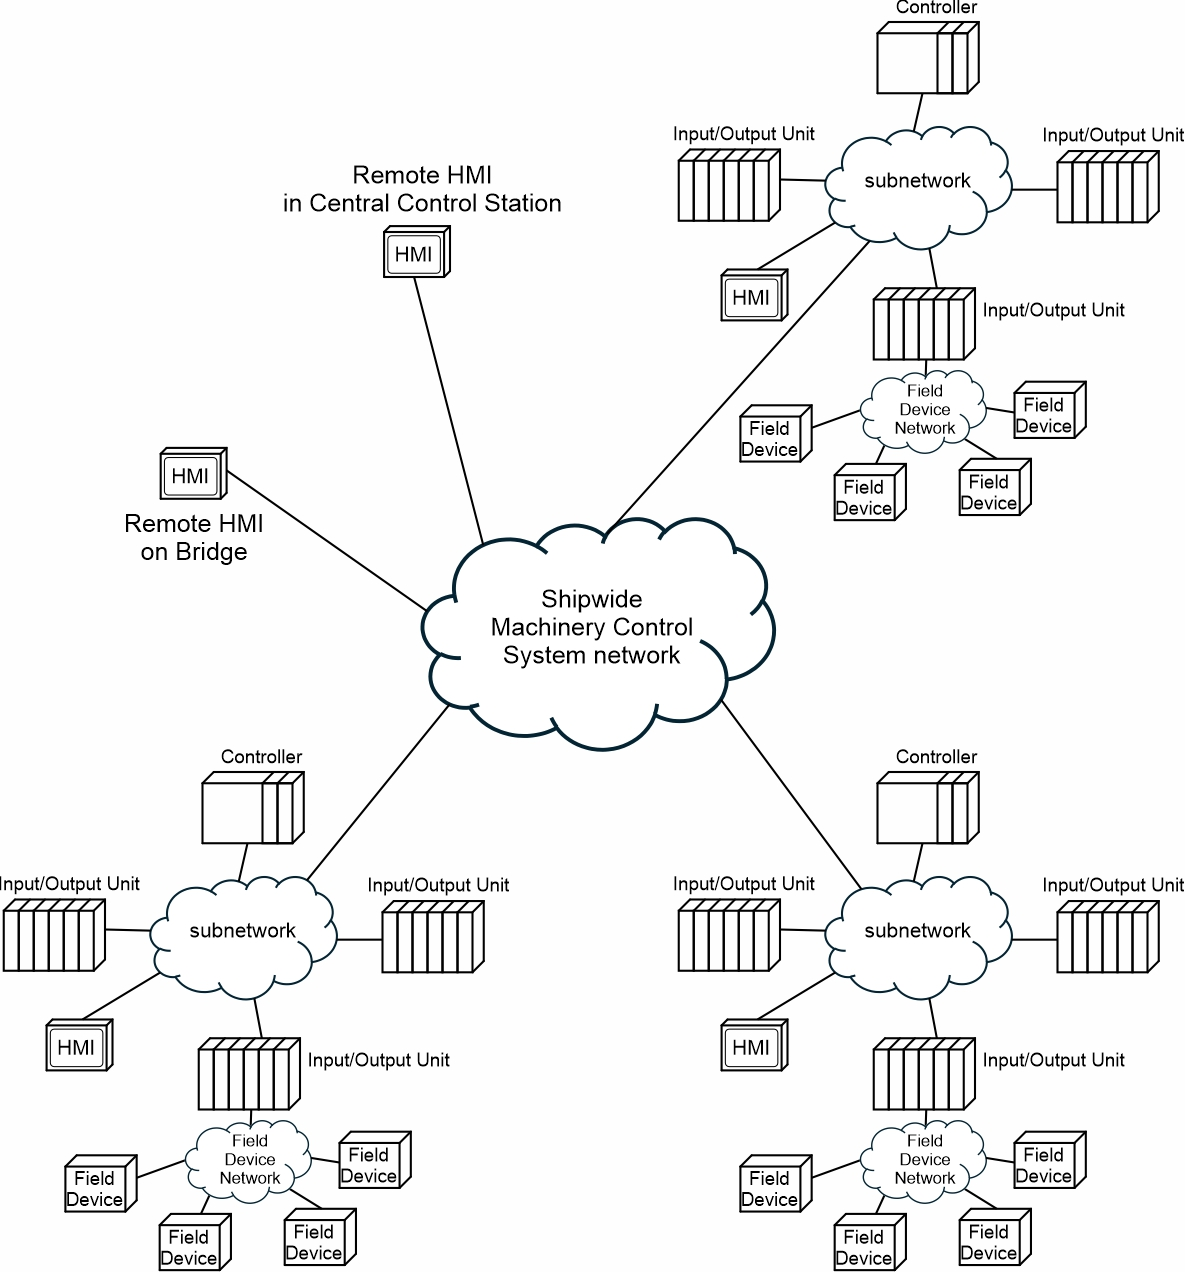 Controller
Input/Output Unit
Input/Output Unit
subnetwork
HMI
Input/Output Unit
Field
Device
Network
Field
Device
Field
Device
Field
Device
Field
Device
Remote HMI
in Central Control Station
HMI
HMI
Remote HMI
on Bridge
Shipwide
Machinery Control
System network
Controller
Input/Output Unit
Input/Output Unit
subnetwork
HMI
Input/Output Unit
Field
Device
Network
Field
Device
Field
Device
Field
Device
Field
Device
Controller
Input/Output Unit
Input/Output Unit
subnetwork
HMI
Input/Output Unit
Field
Device
Network
Field
Device
Field
Device
Field
Device
Field
Device